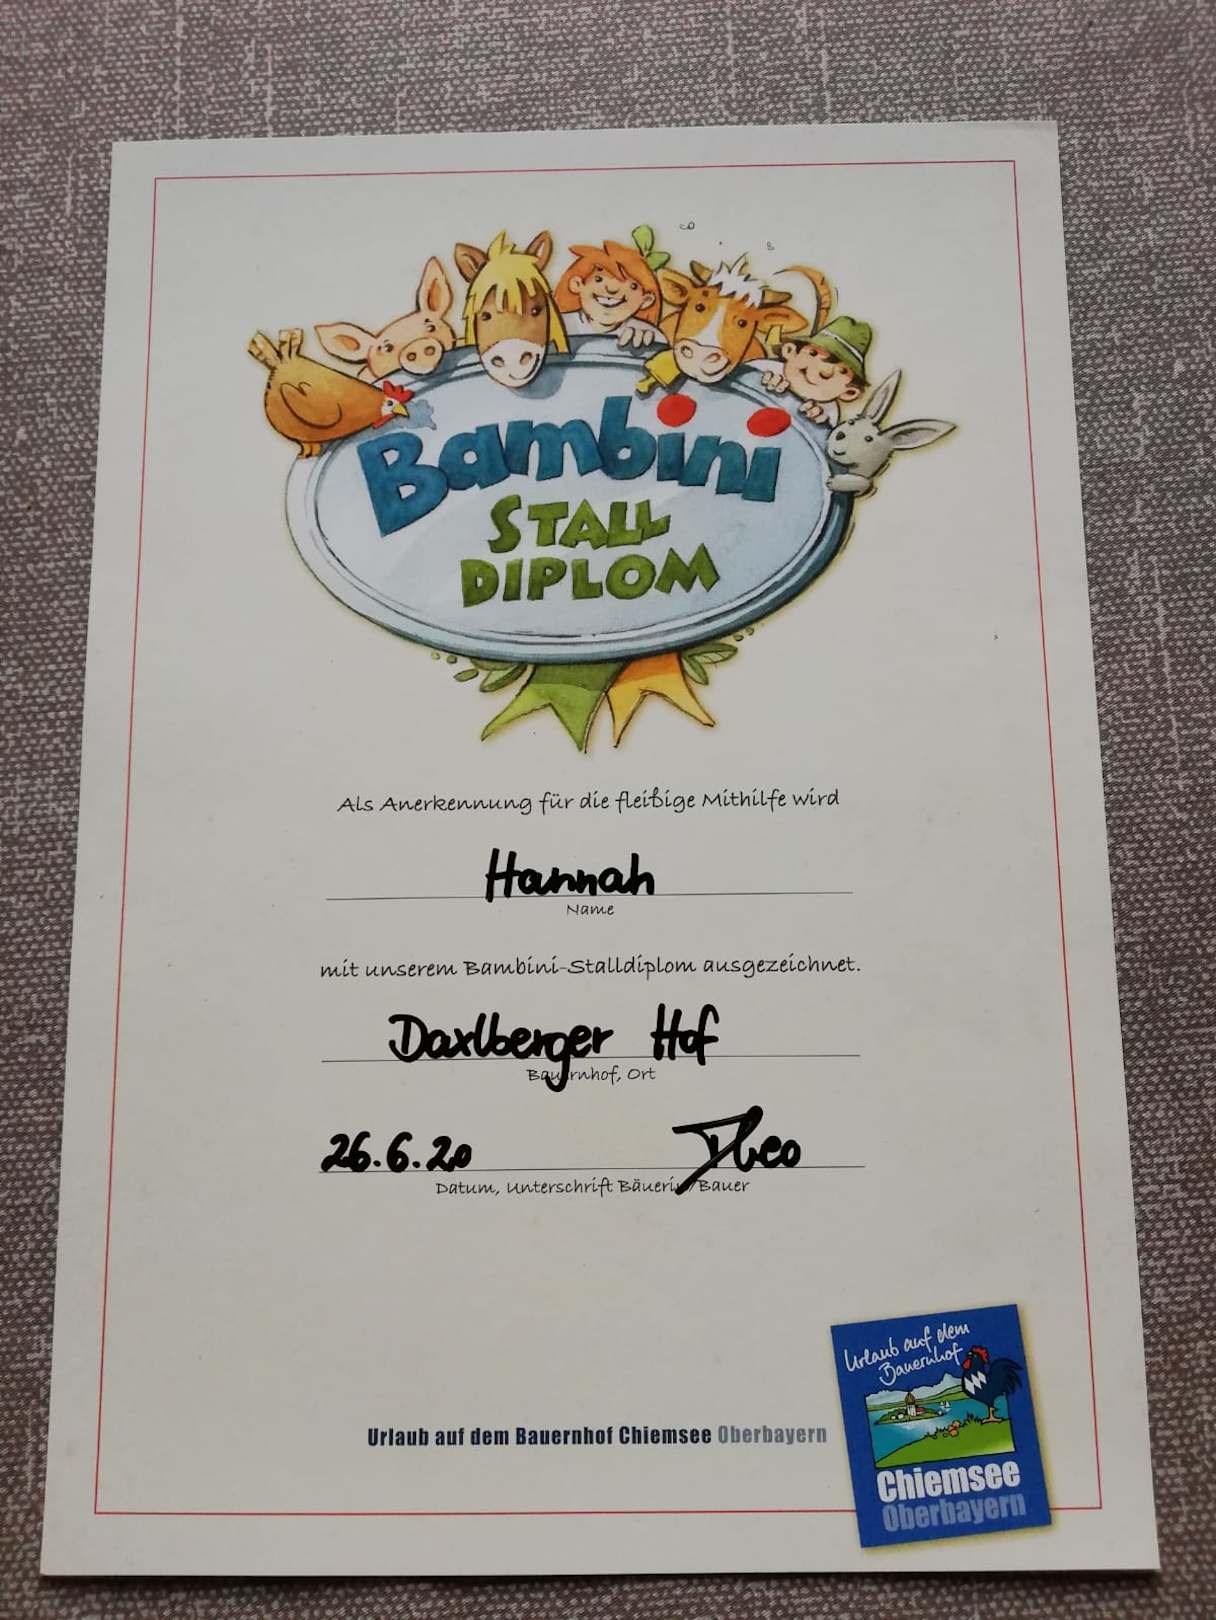 Bambini
STALL
DIPLOM
Als Anerkennung für die fleißige Mithilfe wird
Hannah
Name
mit unserem Bambini-Stalldiplom ausgezeichnet.
Daxlberger Hof
Bauernhof, Ort
26.6.20 Theo
Datum, Unterschrift Bäuerin/Bauer
Urlaub auf dem Bauernhof Chiemsee Oberbayern
Urlaub auf dem
Bauernhof
Chiemsee
Oberbayern